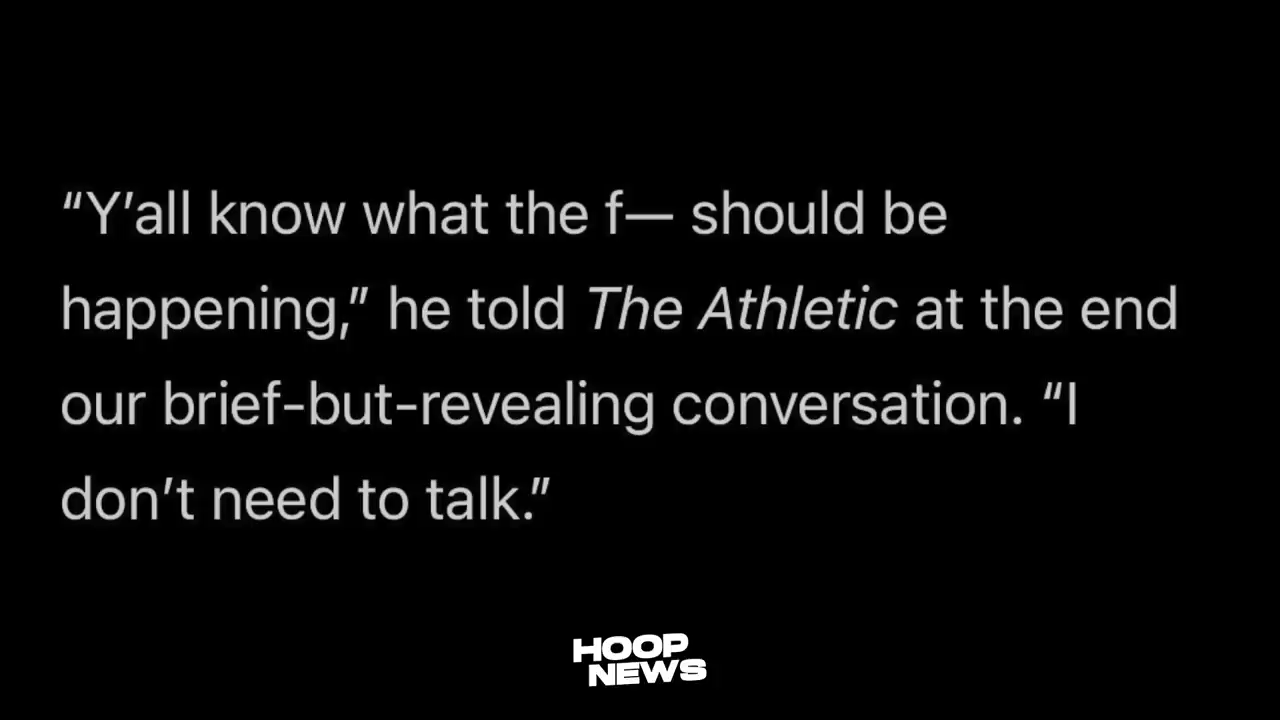 “Y’all know what the f— should be
happening,” he told The Athletic at the end
our brief-but-revealing conversation. “I
don’t need to talk.”
HOOP
NEWS